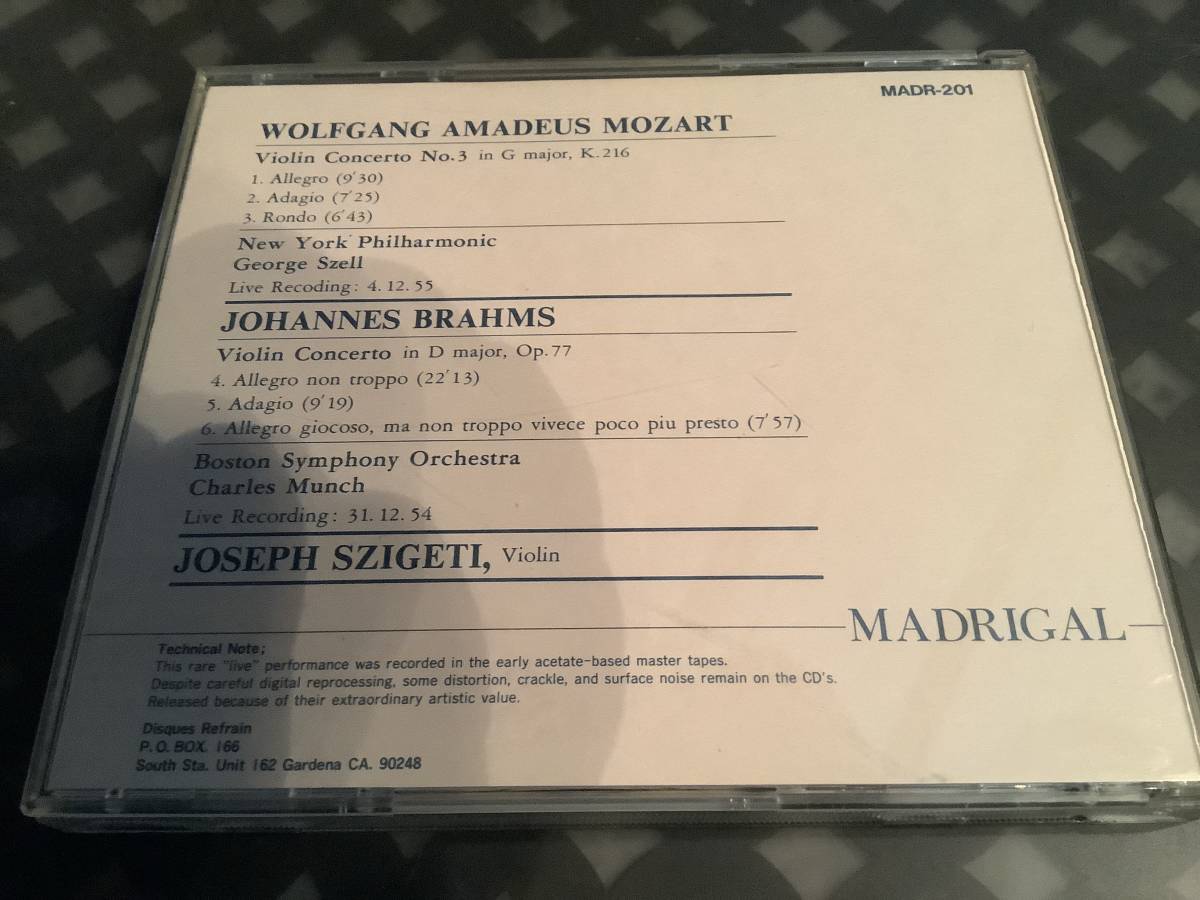 MADR-201
WOLFGANG AMADEUS MOZART
Violin Concerto No.3 in G major, K.216
1. Allegro (9'30)
2. Adagio (7'25)
3. Rondo (6'43)
New York Philharmonic
George Szell
Live Recoding: 4. 12. 55
JOHANNES BRAHMS
Violin Concerto in D major, Op.77
4. Allegro non troppo (22'13)
5. Adagio (9'19)
6. Allegro giocoso, ma non troppo vivece poco piu presto (7'57)
Boston Symphony Orchestra
Charles Munch
Live Recording: 31. 12. 54
JOSEPH SZIGETI, Violin
MADRIGAL
Technical Note;
This rare "live" performance was recorded in the early acetate-based master tapes.
Despite careful digital reprocessing, some distortion, crackle, and surface noise remain on the CD's.
Released because of their extraordinary artistic value.
Disques Refrain
P.O.BOX. 166
South Sta. Unit 162 Gardena CA. 90248